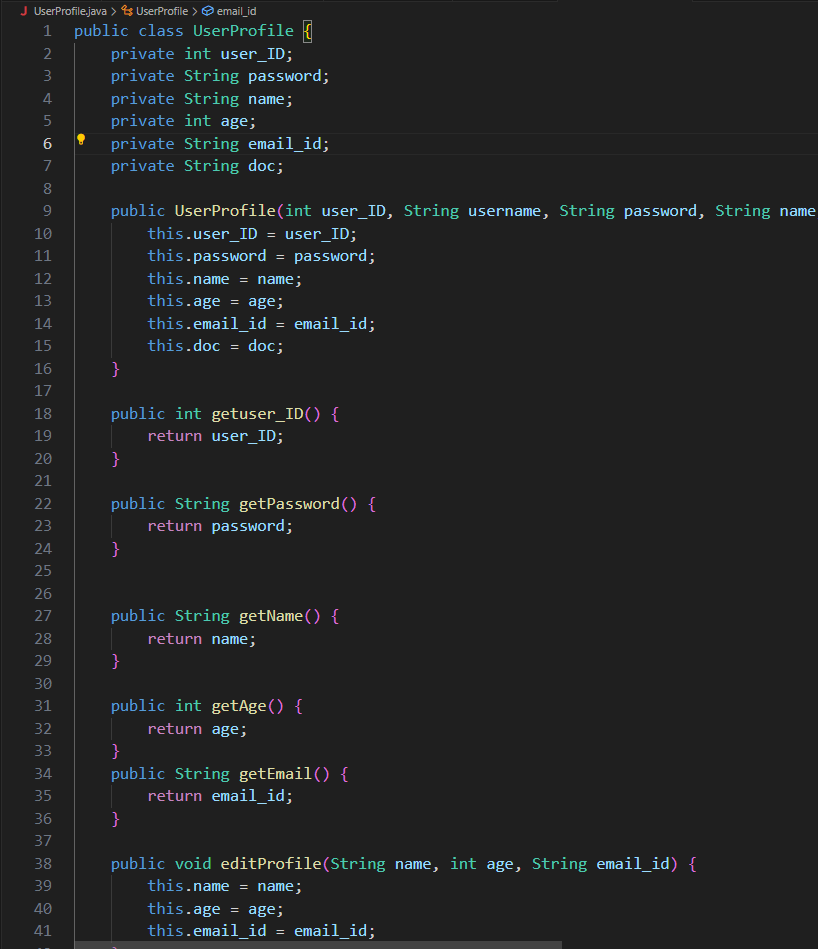 UserProfile.java > UserProfile > email_id
1 public class UserProfile {
2     private int user_ID;
3     private String password;
4     private String name;
5     private int age;
6     private String email_id;
7     private String doc;
8
9     public UserProfile(int user_ID, String username, String password, String name
10         this.user_ID = user_ID;
11         this.password = password;
12         this.name = name;
13         this.age = age;
14         this.email_id = email_id;
15         this.doc = doc;
16     }
17
18     public int getuser_ID() {
19         return user_ID;
20     }
21
22     public String getPassword() {
23         return password;
24     }
25
26
27     public String getName() {
28         return name;
29     }
30
31     public int getAge() {
32         return age;
33     }
34     public String getEmail() {
35         return email_id;
36     }
37
38     public void editProfile(String name, int age, String email_id) {
39         this.name = name;
40         this.age = age;
41         this.email_id = email_id;